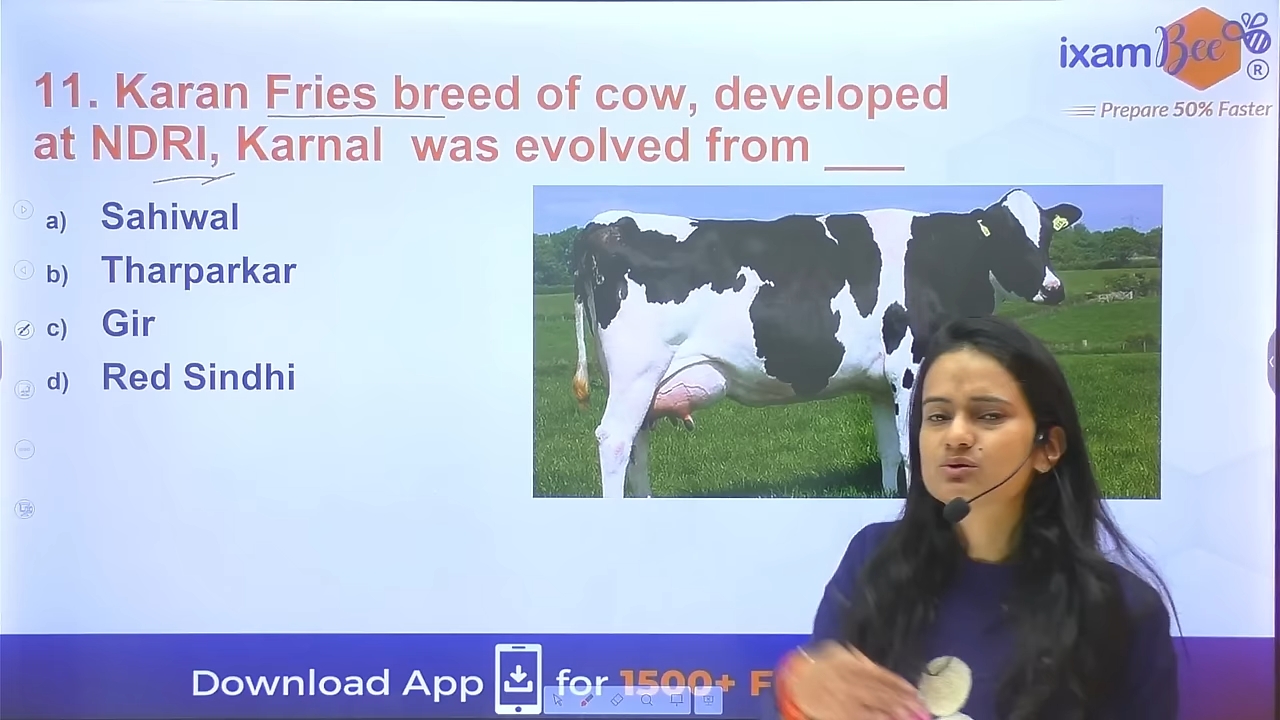 ixamBee
®
Prepare 50% Faster
11. Karan Fries breed of cow, developed
at NDRI, Karnal was evolved from ____
a) Sahiwal
b) Tharparkar
c) Gir
d) Red Sindhi
Download App for 1500+ F